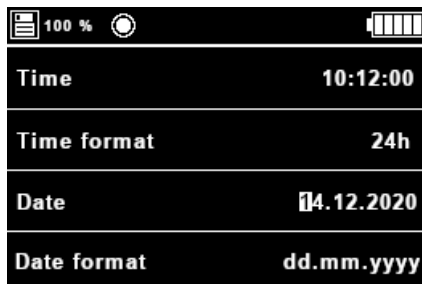 100 %
Time 10:12:00
Time format 24h
Date 14.12.2020
Date format dd.mm.yyyy